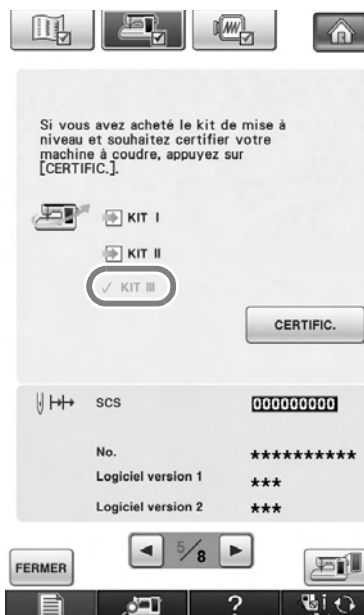 Si vous avez acheté le kit de mise à
niveau et souhaitez certifier votre
machine à coudre, appuyez sur
[CERTIFIC.].
KIT I
KIT II
✓ KIT III
CERTIFIC.
SCS 000000000
No. **********
Logiciel version 1 ***
Logiciel version 2 ***
FERMER
5/8
?